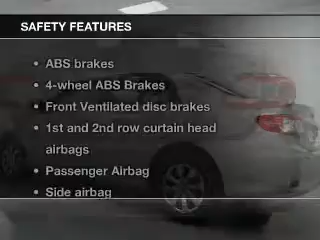 SAFETY FEATURES
• ABS brakes
• 4-wheel ABS Brakes
• Front Ventilated disc brakes
• 1st and 2nd row curtain head
airbags
• Passenger Airbag
• Side airbag